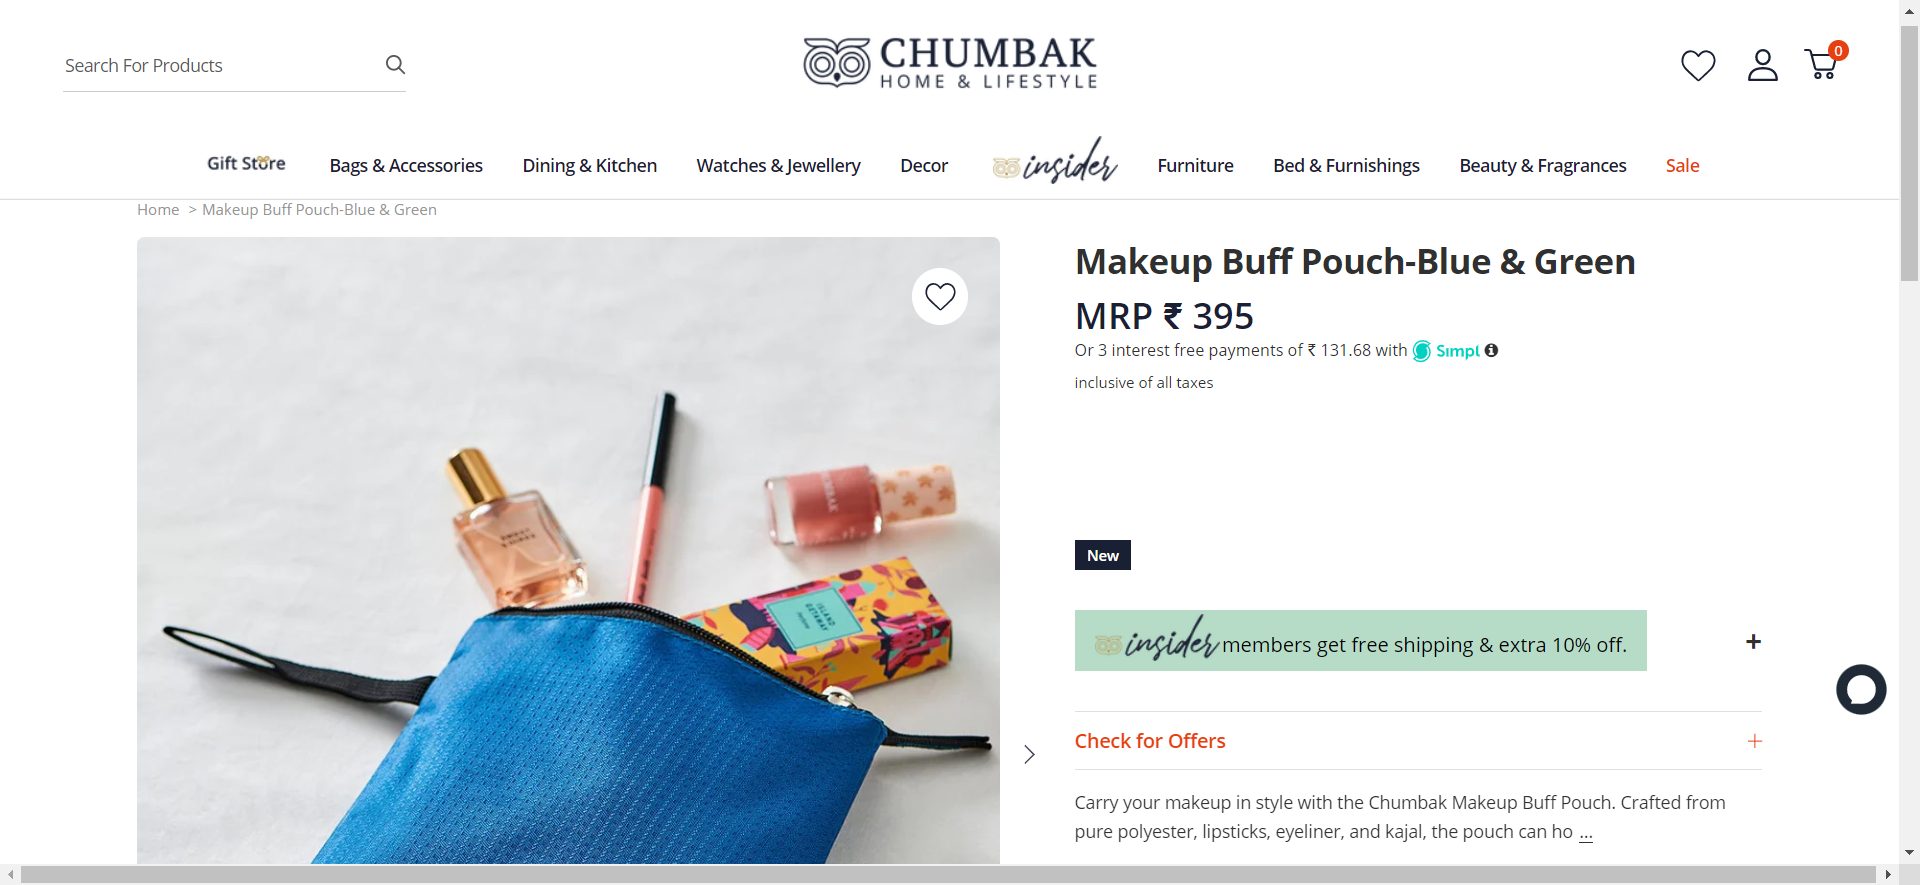 Search For Products
CHUMBAK
HOME & LIFESTYLE
0
Gift Store
Bags & Accessories
Dining & Kitchen
Watches & Jewellery
Decor
insider
Furniture
Bed & Furnishings
Beauty & Fragrances
Sale
Home > Makeup Buff Pouch-Blue & Green
Makeup Buff Pouch-Blue & Green
MRP ₹ 395
Or 3 interest free payments of ₹ 131.68 with Simpl
inclusive of all taxes
New
insider members get free shipping & extra 10% off.
+
Check for Offers
+
Carry your makeup in style with the Chumbak Makeup Buff Pouch. Crafted from
pure polyester, lipsticks, eyeliner, and kajal, the pouch can ho ...
CHUMBAK
ISLAND
GETAWAY